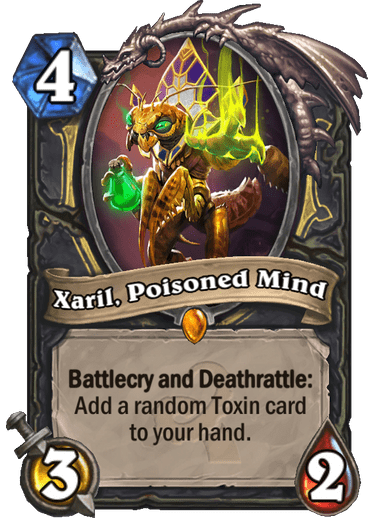 4
Xaril, Poisoned Mind
Battlecry and Deathrattle:
Add a random Toxin card
to your hand.
3
2